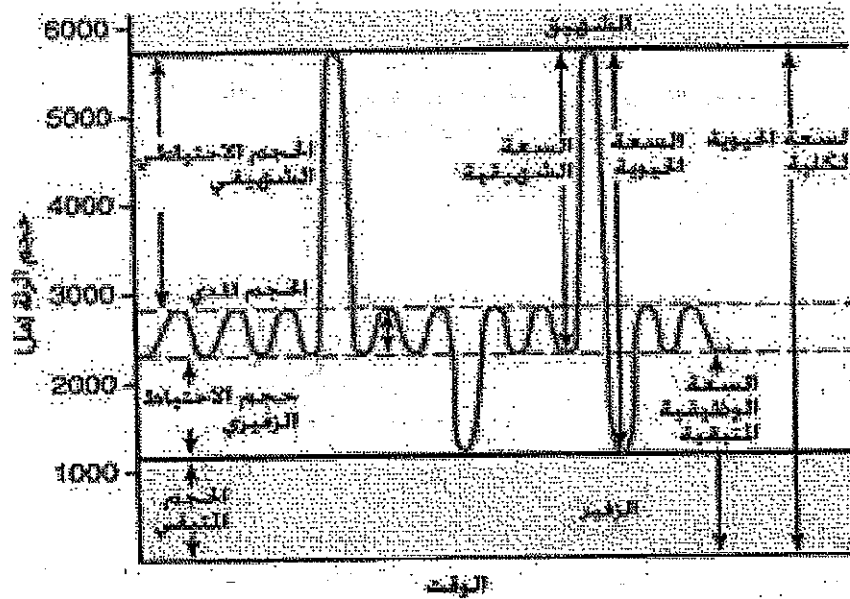 6000
الشهيق
5000
الحجم الاحتياطي
الشهيقي
السعة
الشهيقية
السعة
الحيوية
السعة الحيوية
الكلية
4000
حجم الرئة (مل)
3000
الحجم المدي
2000
حجم الاحتياط
الزفيري
السعة
الوظيفية
المتبقية
1000
الحجم
المتبقي
الزفير
الوقت